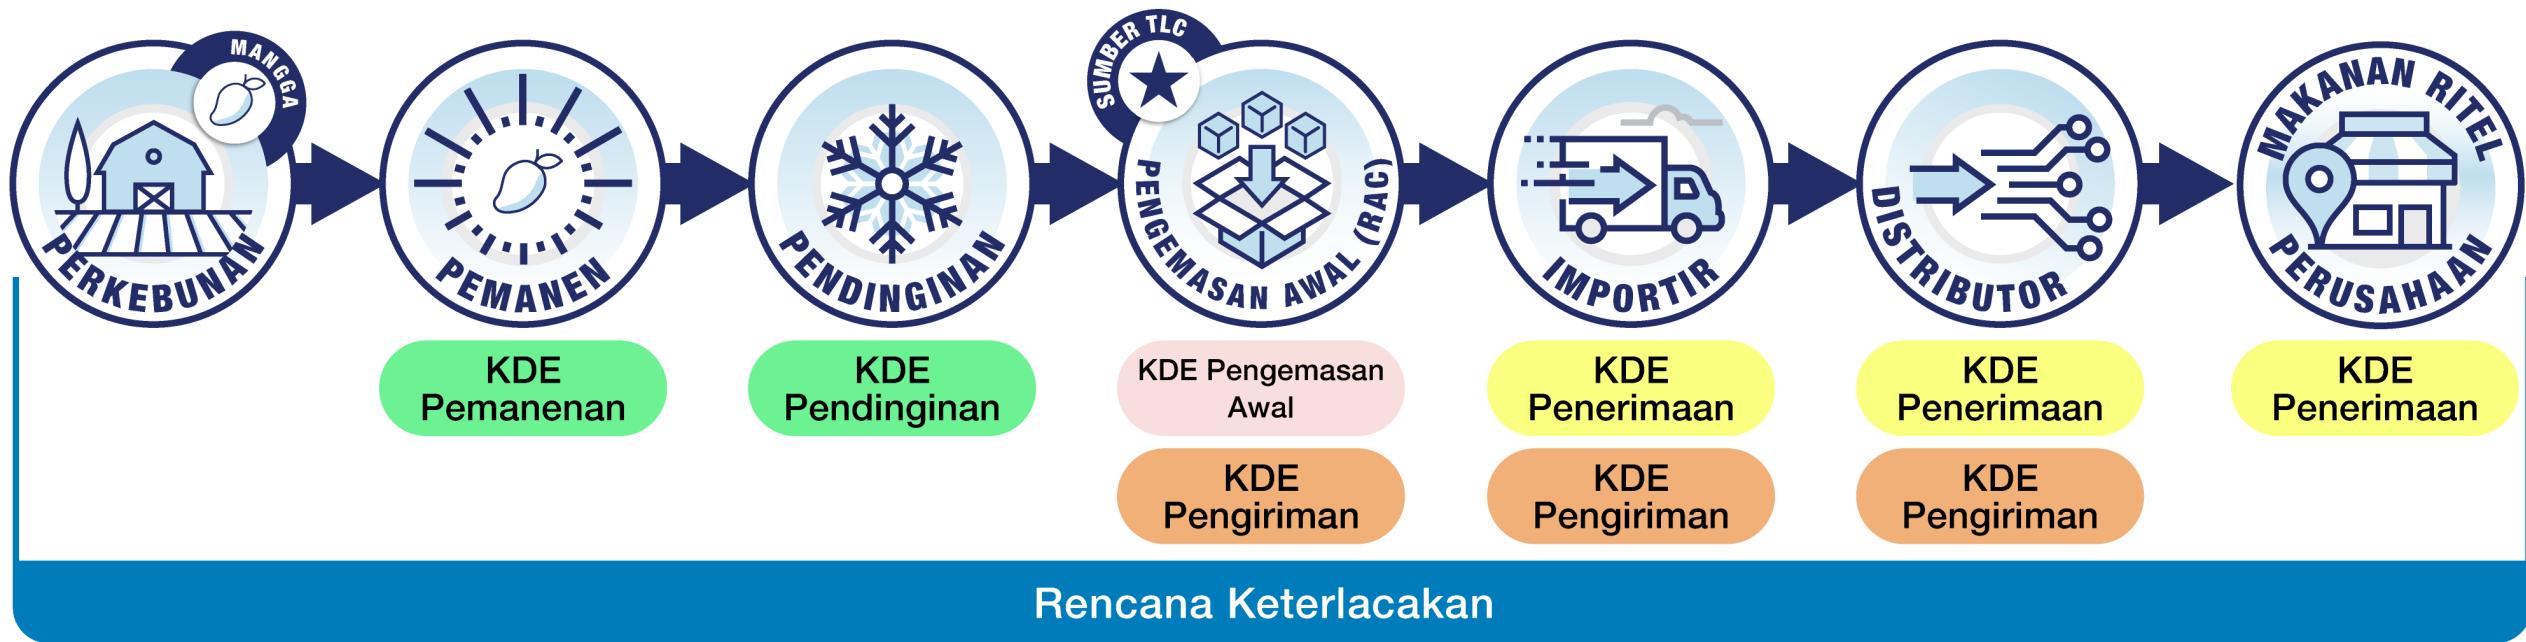 MANGGA
PERKEBUNAN
PEMANEN
PENDINGINAN
SUMBER TLC
PENGEMASAN AWAL (RAC)
IMPORTIR
DISTRIBUTOR
MAKANAN RITEL
PERUSAHAAN
KDE
Pemanenan
KDE
Pendinginan
KDE Pengemasan
Awal
KDE
Pengiriman
KDE
Penerimaan
KDE
Pengiriman
KDE
Penerimaan
KDE
Pengiriman
KDE
Penerimaan
Rencana Keterlacakan